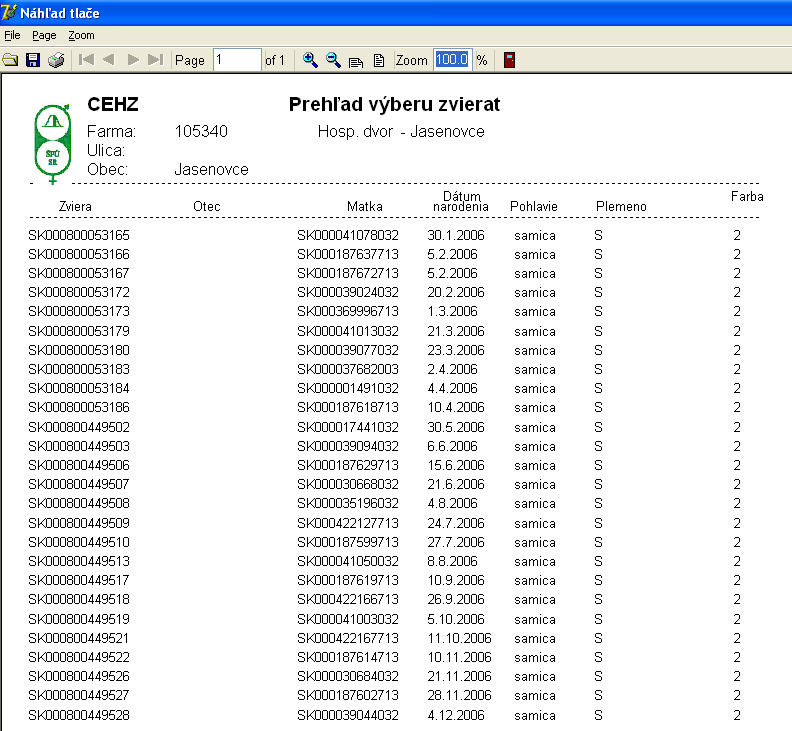 Náhľad tlače
File Page Zoom
Page 1 of 1 Zoom 100.0 %
CEHZ Prehľad výberu zvierat
Farma: 105340 Hosp. dvor - Jasenovce
Ulica:
Obec: Jasenovce
ŠPÚ
SR
Zviera Otec Matka Dátum narodenia Pohlavie Plemeno Farba
SK000800053165 SK000041078032 30.1.2006 samica S 2
SK000800053166 SK000187637713 5.2.2006 samica S 2
SK000800053167 SK000187672713 5.2.2006 samica S 2
SK000800053172 SK000039024032 20.2.2006 samica S 2
SK000800053173 SK000369996713 1.3.2006 samica S 2
SK000800053179 SK000041013032 21.3.2006 samica S 2
SK000800053180 SK000039077032 23.3.2006 samica S 2
SK000800053183 SK000037682003 2.4.2006 samica S 2
SK000800053184 SK000001491032 4.4.2006 samica S 2
SK000800053186 SK000187618713 10.4.2006 samica S 2
SK000800449502 SK000017441032 30.5.2006 samica S 2
SK000800449503 SK000039094032 6.6.2006 samica S 2
SK000800449506 SK000187629713 15.6.2006 samica S 2
SK000800449507 SK000030668032 21.6.2006 samica S 2
SK000800449508 SK000035196032 4.8.2006 samica S 2
SK000800449509 SK000422127713 24.7.2006 samica S 2
SK000800449510 SK000187599713 27.7.2006 samica S 2
SK000800449513 SK000041050032 8.8.2006 samica S 2
SK000800449517 SK000187619713 10.9.2006 samica S 2
SK000800449518 SK000422166713 26.9.2006 samica S 2
SK000800449519 SK000041003032 5.10.2006 samica S 2
SK000800449521 SK000422167713 11.10.2006 samica S 2
SK000800449522 SK000187614713 10.11.2006 samica S 2
SK000800449526 SK000030684032 21.11.2006 samica S 2
SK000800449527 SK000187602713 28.11.2006 samica S 2
SK000800449528 SK000039044032 4.12.2006 samica S 2